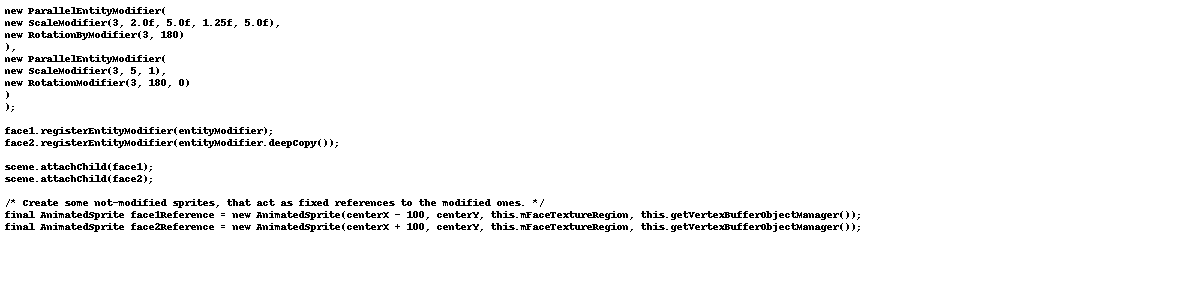 new ParallelEntityModifier(
new ScaleModifier(3, 2.0f, 5.0f, 1.25f, 5.0f),
new RotationByModifier(3, 180)
),
new ParallelEntityModifier(
new ScaleModifier(3, 5, 1),
new RotationModifier(3, 180, 0)
)
);

face1.registerEntityModifier(entityModifier);
face2.registerEntityModifier(entityModifier.deepCopy());

scene.attachChild(face1);
scene.attachChild(face2);

/* Create some not-modified sprites, that act as fixed references to the modified ones. */
final AnimatedSprite face1Reference = new AnimatedSprite(centerX - 100, centerY, this.mFaceTextureRegion, this.getVertexBufferObjectManager());
final AnimatedSprite face2Reference = new AnimatedSprite(centerX + 100, centerY, this.mFaceTextureRegion, this.getVertexBufferObjectManager());